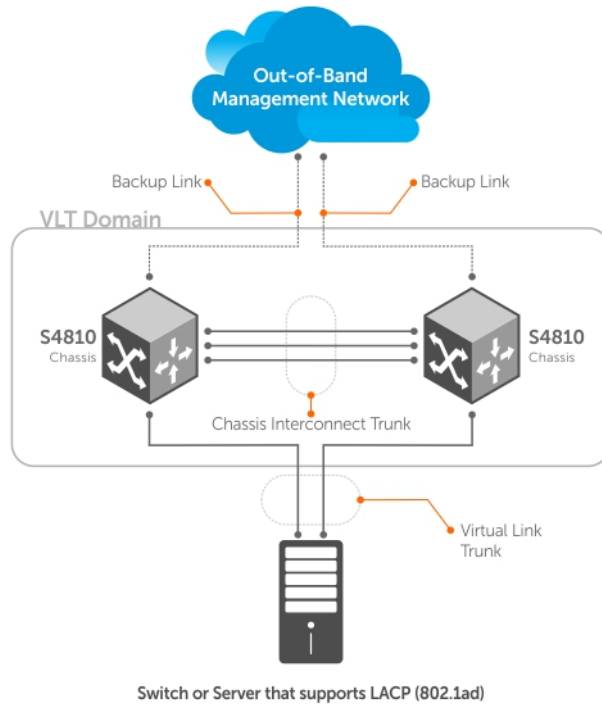 Out-of-Band
Management Network
Backup Link
Backup Link
VLT Domain
S4810
Chassis
S4810
Chassis
Chassis Interconnect Trunk
Virtual Link
Trunk
Switch or Server that supports LACP (802.1ad)